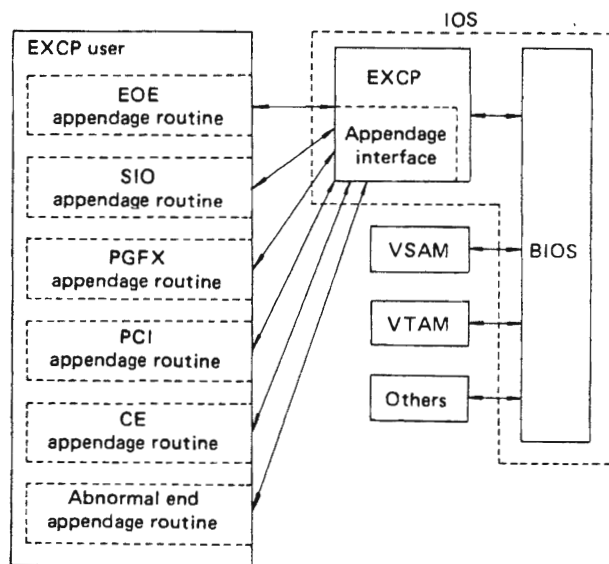 IOS
EXCP user
EOE
appendage routine
SIO
appendage routine
PGFX
appendage routine
PCI
appendage routine
CE
appendage routine
Abnormal end
appendage routine
EXCP
Appendage
interface
VSAM
VTAM
Others
BIOS